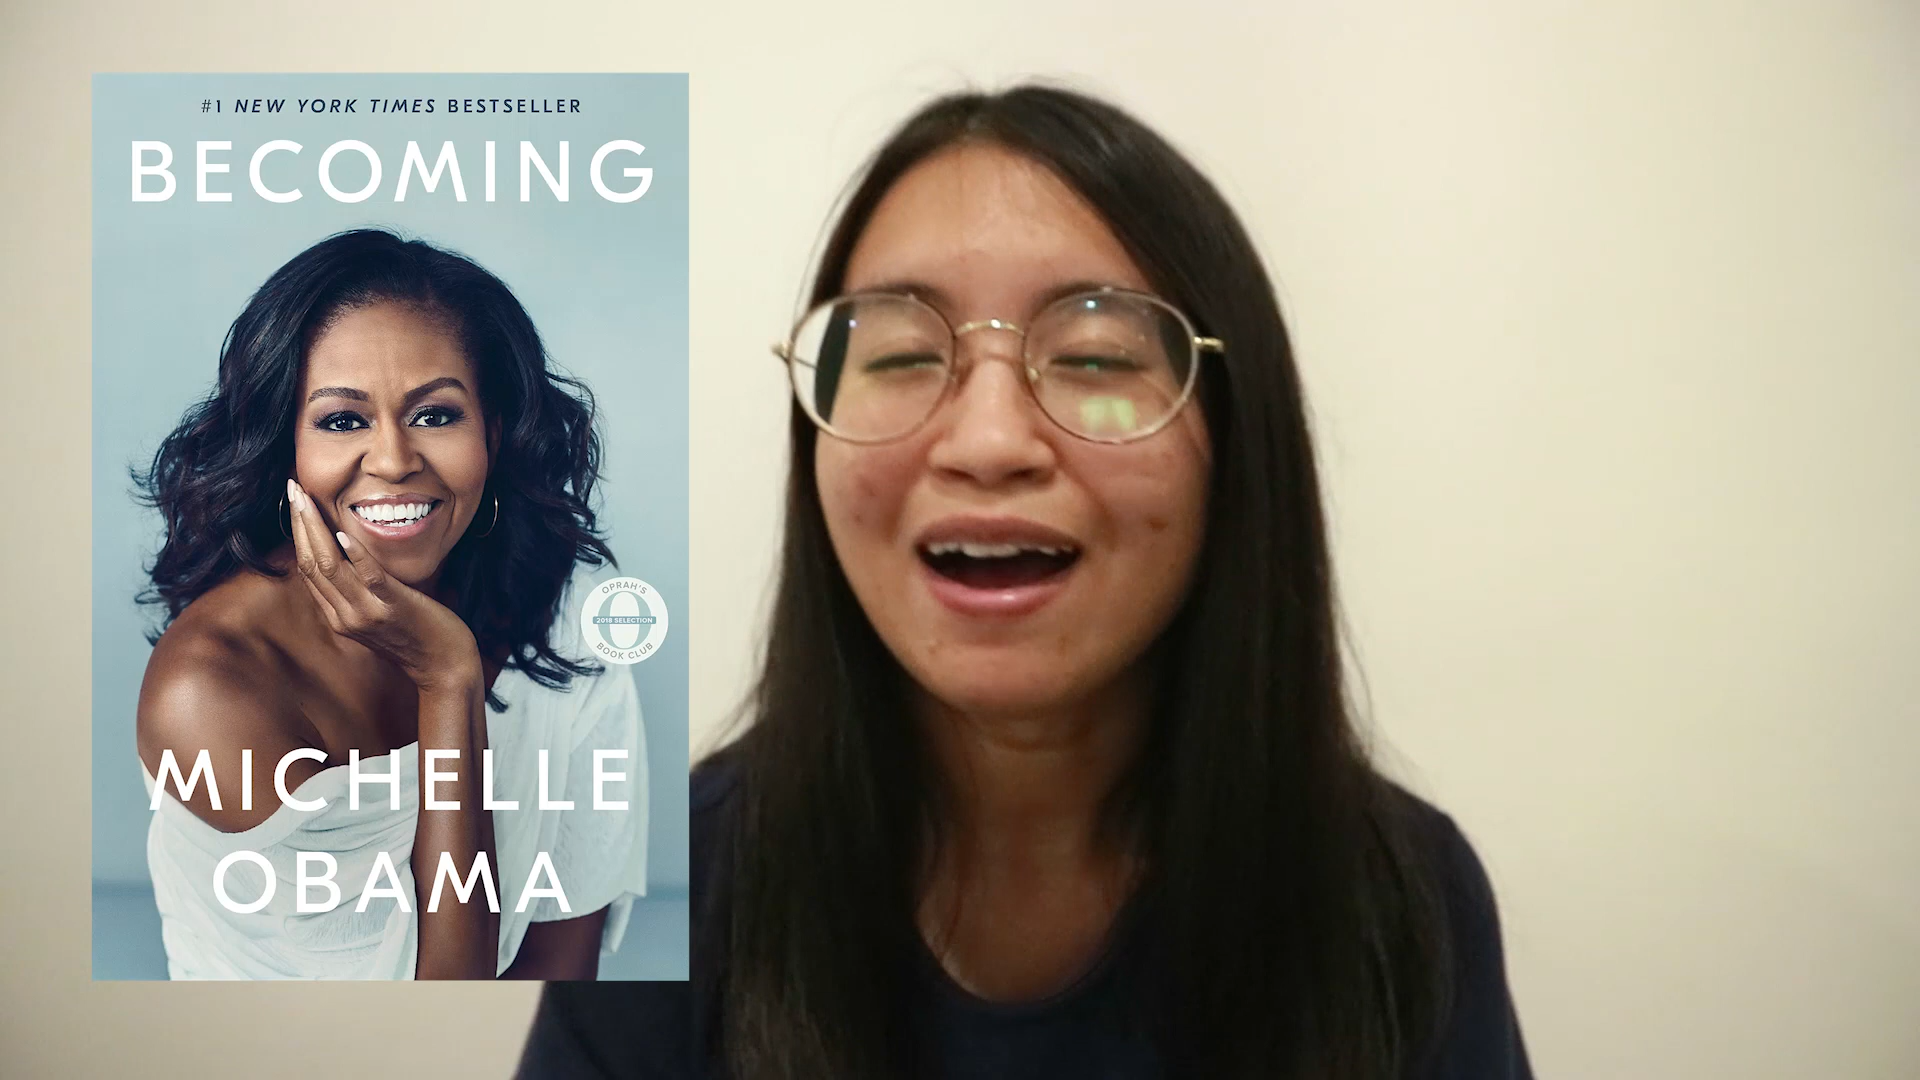 #1 NEW YORK TIMES BESTSELLER
BECOMING
OPRAH'S
2018 SELECTION
BOOK CLUB
MICHELLE
OBAMA